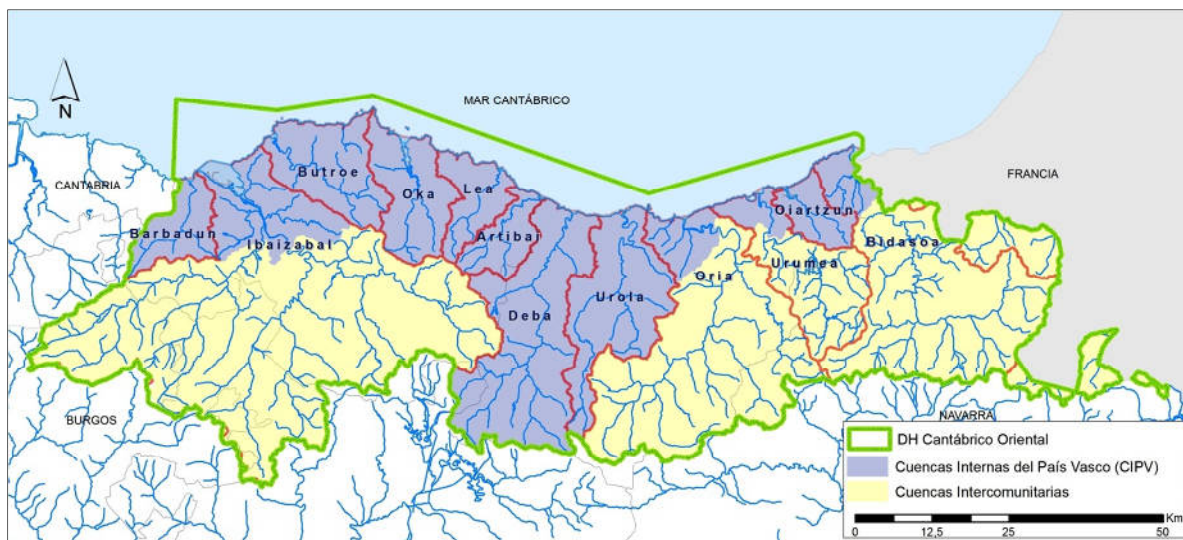 N
MAR CANTÁBRICO
CANTABRIA
FRANCIA
Butroe
Oka
Lea
Oiartzun
Barbadun
Ibaizabal
Artibai
Bidasoa
Urumea
Oria
Urola
Deba
BURGOS
NAVARRA
DH Cantábrico Oriental
Cuencas Internas del País Vasco (CIPV)
Cuencas Intercomunitarias
Km
0 12,5 25 50